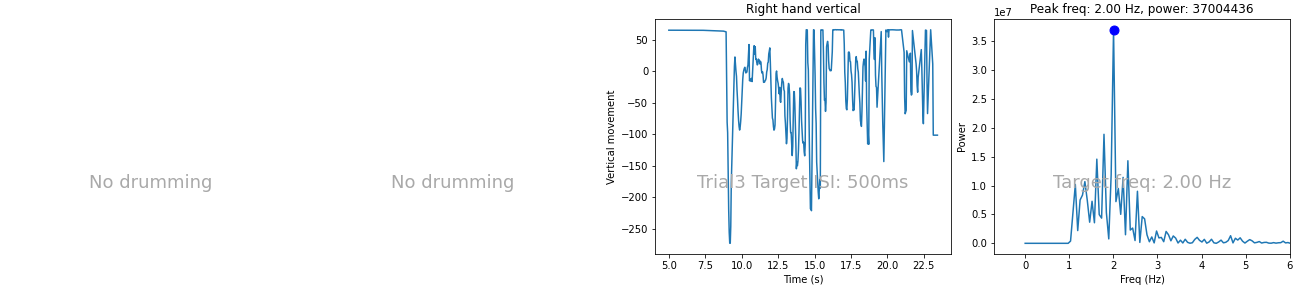 No drumming
No drumming
Right hand vertical
Vertical movement
50
0
−50
−100
−150
−200
−250
Trial 3 Target ISI: 500ms
5.0 7.5 10.0 12.5 15.0 17.5 20.0 22.5
Time (s)
1e7
Peak freq: 2.00 Hz, power: 37004436
Power
3.5
3.0
2.5
2.0
1.5
1.0
0.5
0.0
Target freq: 2.00 Hz
0 1 2 3 4 5 6
Freq (Hz)